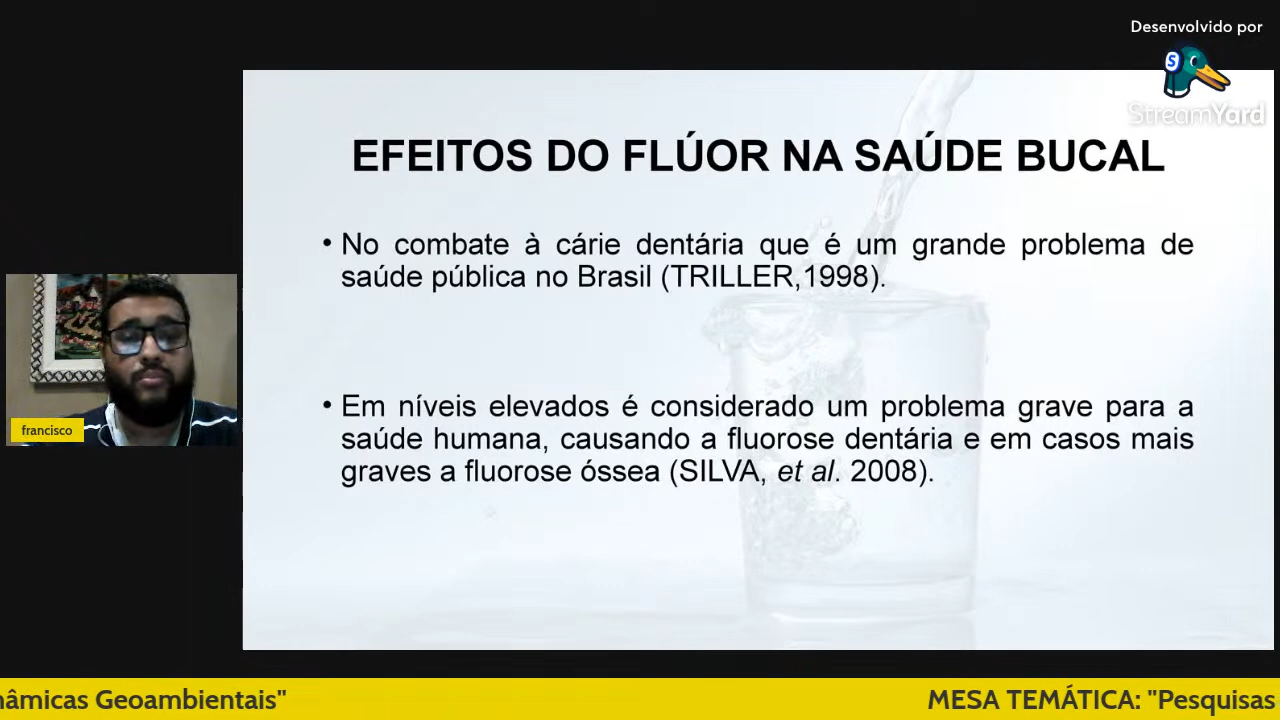 Desenvolvido por
S
StreamYard
EFEITOS DO FLÚOR NA SAÚDE BUCAL
• No combate à cárie dentária que é um grande problema de
saúde pública no Brasil (TRILLER,1998).
• Em níveis elevados é considerado um problema grave para a
saúde humana, causando a fluorose dentária e em casos mais
graves a fluorose óssea (SILVA, et al. 2008).
francisco
nâmicas Geoambientais"
MESA TEMÁTICA: "Pesquisas